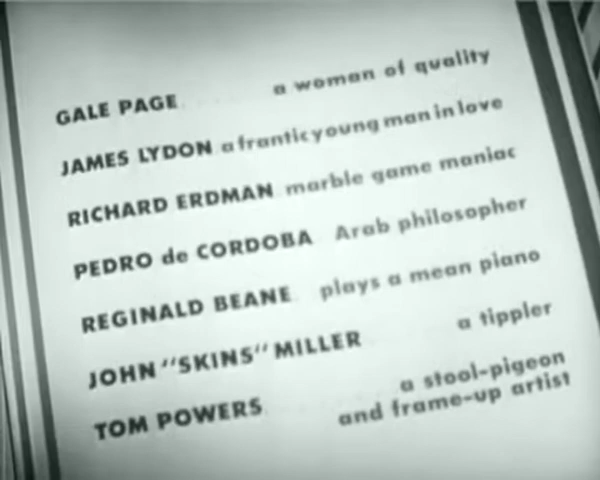 GALE PAGE a woman of quality
JAMES LYDON a frantic young man in love
RICHARD ERDMAN marble game maniac
PEDRO de CORDOBA Arab philosopher
REGINALD BEANE plays a mean piano
JOHN "SKINS" MILLER a tippler
TOM POWERS a stool-pigeon
and frame-up artist